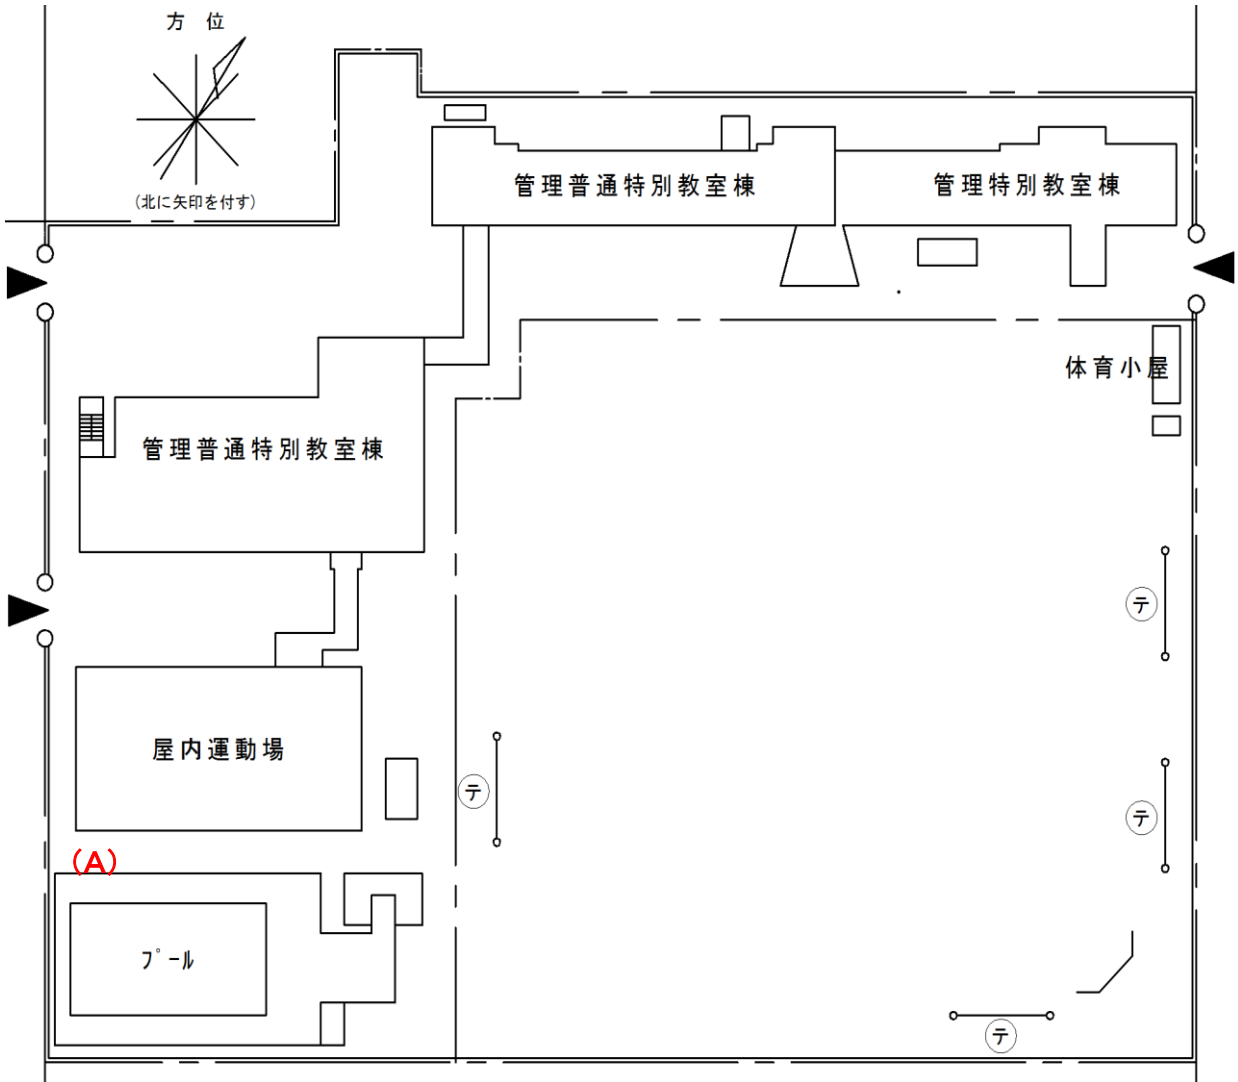 方 位
(北に矢印を付す)
管理普通特別教室棟
管理特別教室棟
体育小屋
管理普通特別教室棟
テ
屋内運動場
テ
テ
(A)
プール
テ